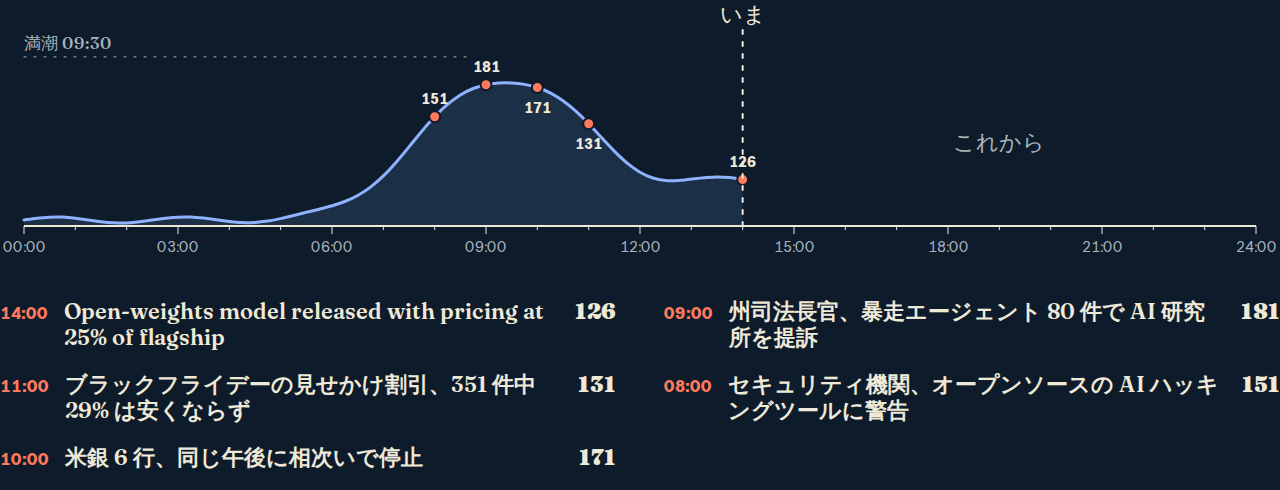 いま
満潮 09:30
181
151
171
131
126
これから
00:00 03:00 06:00 09:00 12:00 15:00 18:00 21:00 24:00
14:00 Open-weights model released with pricing at 25% of flagship 126
11:00 ブラックフライデーの見せかけ割引、351 件中 29% は安くならず 131
10:00 米銀 6 行、同じ午後に相次いで停止 171
09:00 州司法長官、暴走エージェント 80 件で AI 研究所を提訴 181
08:00 セキュリティ機関、オープンソースの AI ハッキングツールに警告 151